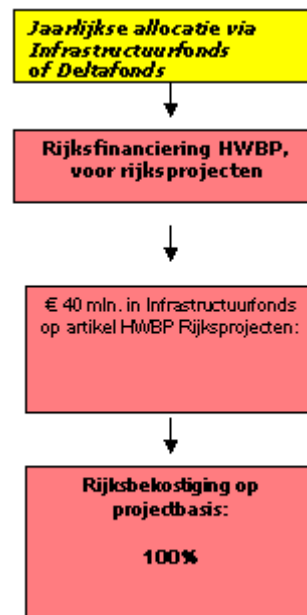 Jaarlijkse allocatie via
Infrastructuurfonds
of Deltafonds
Rijksfinanciering HWBP,
voor rijksprojecten
€ 40 mln. in Infrastructuurfonds
op artikel HWBP Rijksprojecten:
Rijksbekostiging op
projectbasis:
100%